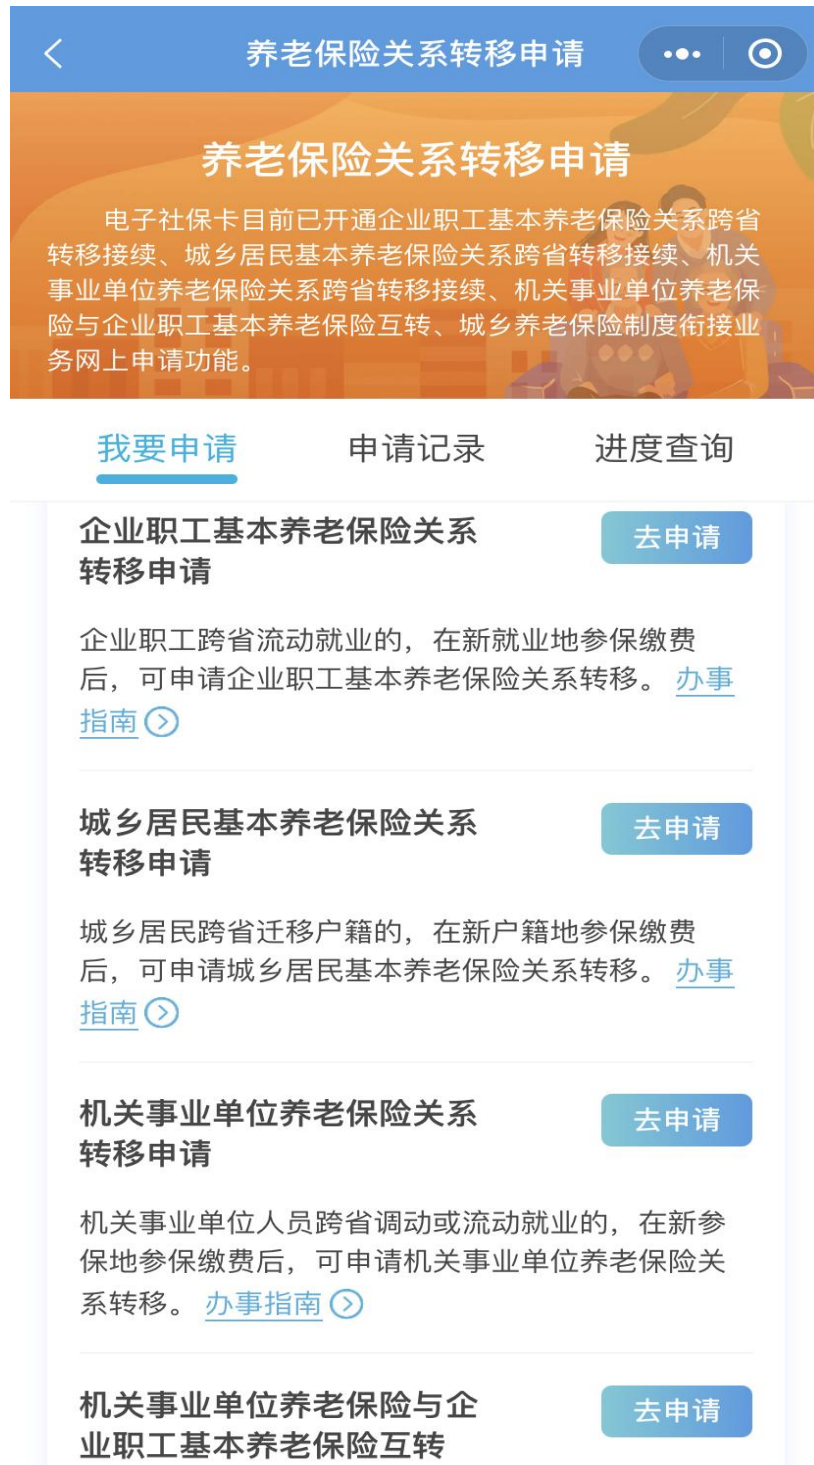 养老保险关系转移申请
养老保险关系转移申请
电子社保卡目前已开通企业职工基本养老保险关系跨省
转移接续、城乡居民基本养老保险关系跨省转移接续、机关
事业单位养老保险关系跨省转移接续、机关事业单位养老保
险与企业职工基本养老保险互转、城乡养老保险制度衔接业
务网上申请功能。
我要申请 申请记录 进度查询
企业职工基本养老保险关系
转移申请
去申请
企业职工跨省流动就业的，在新就业地参保缴费
后，可申请企业职工基本养老保险关系转移。 办事
指南
城乡居民基本养老保险关系
转移申请
去申请
城乡居民跨省迁移户籍的，在新户籍地参保缴费
后，可申请城乡居民基本养老保险关系转移。 办事
指南
机关事业单位养老保险关系
转移申请
去申请
机关事业单位人员跨省调动或流动就业的，在新参
保地参保缴费后，可申请机关事业单位养老保险关
系转移。 办事指南
机关事业单位养老保险与企
业职工基本养老保险互转
去申请